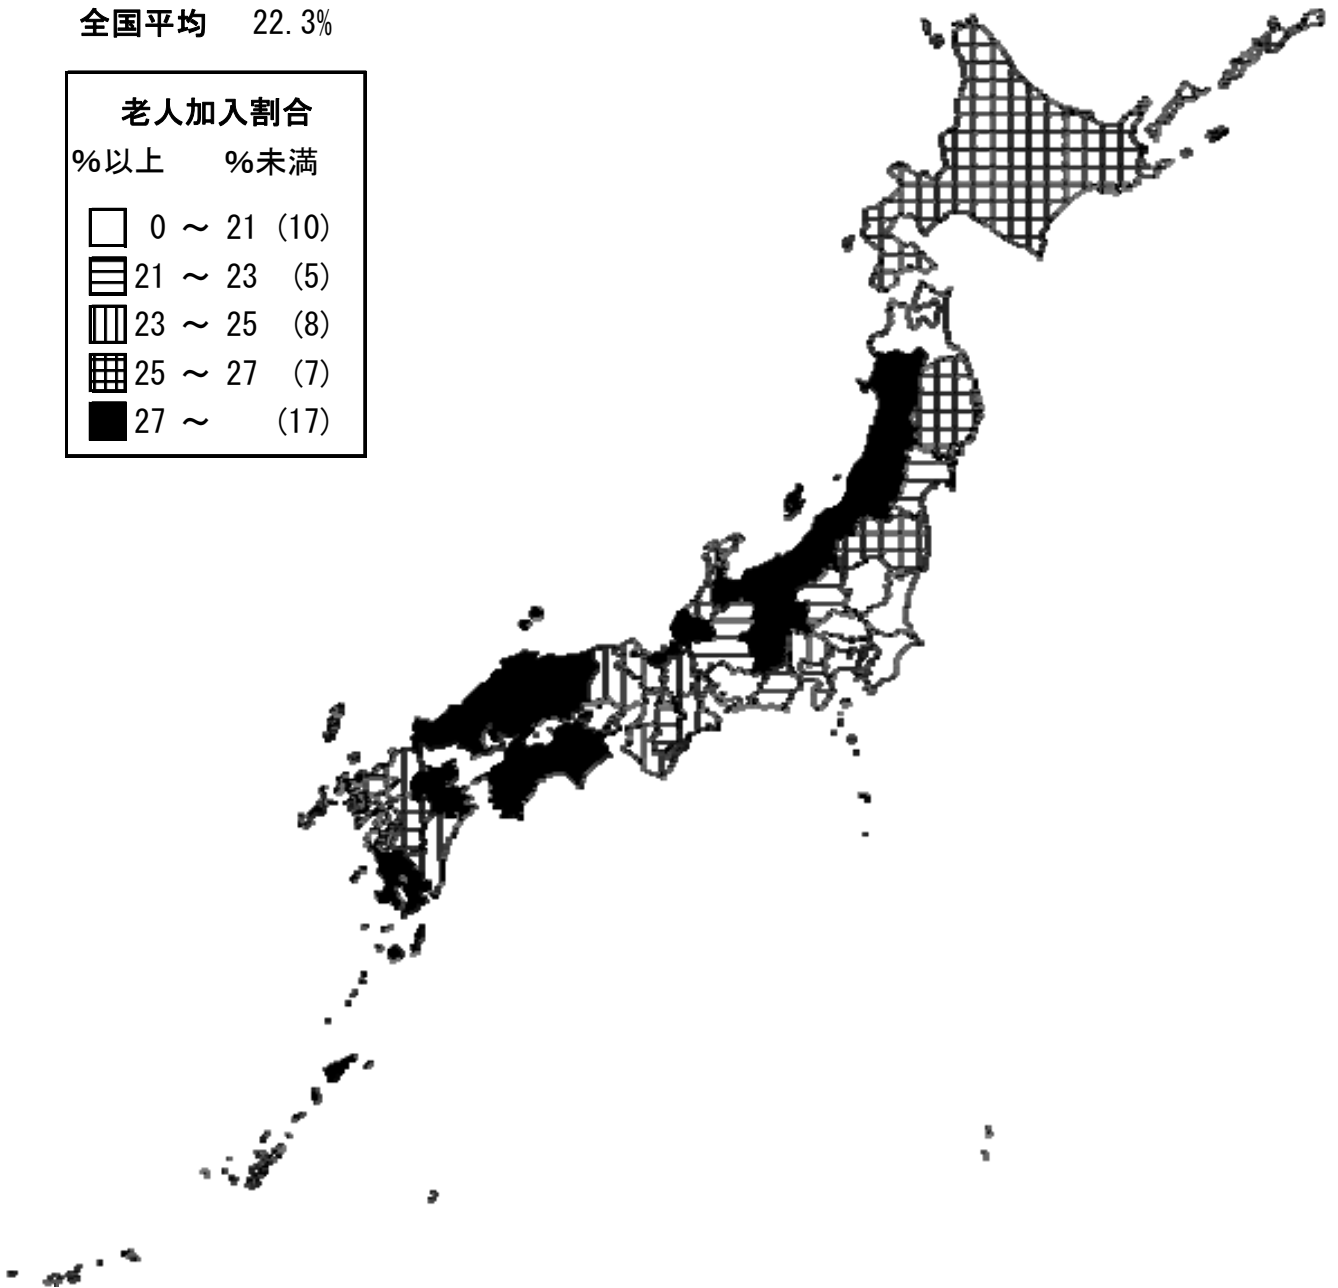 全国平均 22.3%
老人加入割合
%以上 %未満
0 ～ 21 (10)
21 ～ 23 (5)
23 ～ 25 (8)
25 ～ 27 (7)
27 ～ (17)